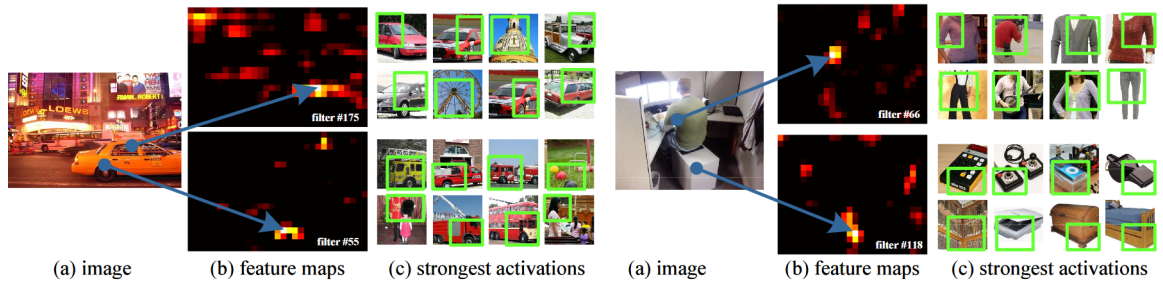 LOEWS
filter #175
filter #55
filter #66
filter #118
(a) image
(b) feature maps
(c) strongest activations
(a) image
(b) feature maps
(c) strongest activations